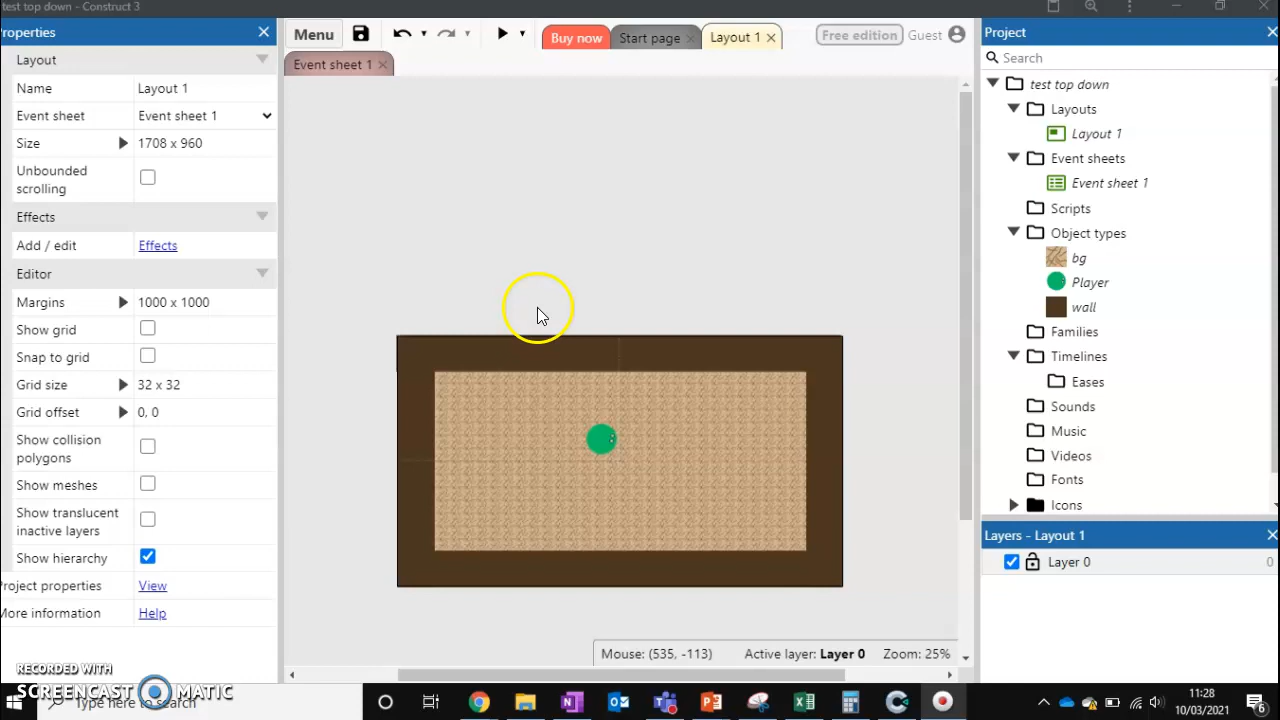 test top down - Construct 3
Properties
Menu
Buy now
Start page
Layout 1
Free edition
Guest
Event sheet 1
Layout
Name Layout 1
Event sheet Event sheet 1
Size 1708 x 960
Unbounded
scrolling
Effects
Add / edit Effects
Editor
Margins 1000 x 1000
Show grid
Snap to grid
Grid size 32 x 32
Grid offset 0, 0
Show collision
polygons
Show meshes
Show translucent
inactive layers
Show hierarchy
Project properties View
More information Help
Mouse: (535, -113) Active layer: Layer 0 Zoom: 25%
Project
Search
test top down
Layouts
Layout 1
Event sheets
Event sheet 1
Scripts
Object types
bg
Player
wall
Families
Timelines
Eases
Sounds
Music
Videos
Fonts
Icons
Layers - Layout 1
Layer 0 0
RECORDED WITH
SCREENCAST MATIC
Type here to search
11:28
10/03/2021
6